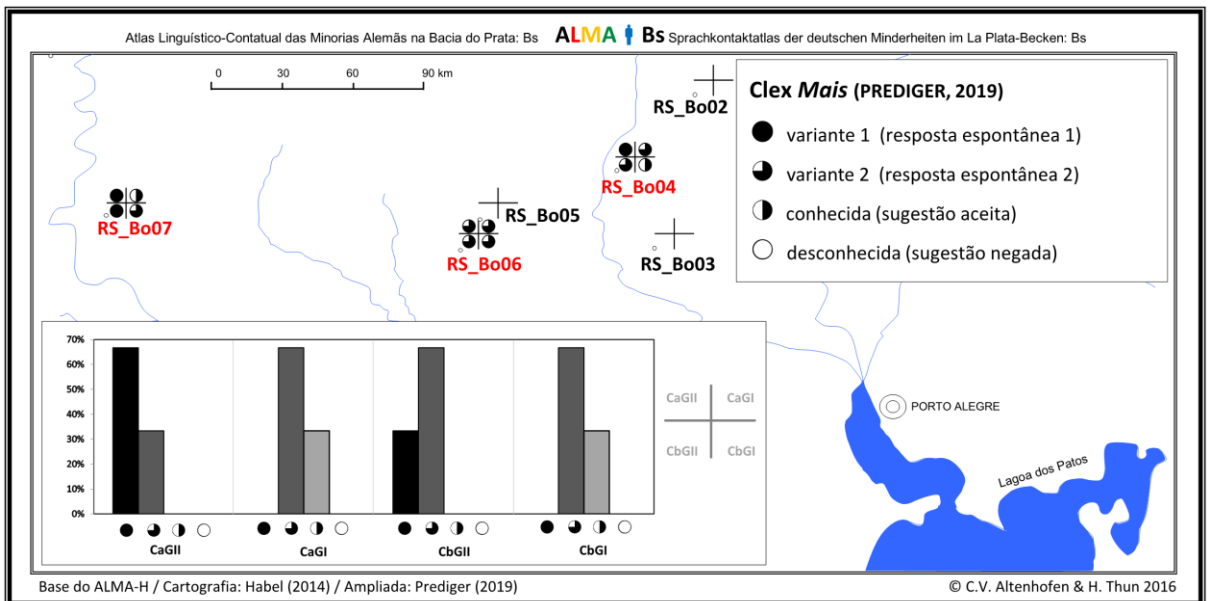 Atlas Linguístico-Contatual das Minorias Alemãs na Bacia do Prata: Bs ALMA Bs Sprachkontaktatlas der deutschen Minderheiten im La Plata-Becken: Bs
0 30 60 90 km
RS_Bo02
RS_Bo04
RS_Bo07
RS_Bo05
RS_Bo06
RS_Bo03
Clex Mais (PREDIGER, 2019)
variante 1 (resposta espontânea 1)
variante 2 (resposta espontânea 2)
conhecida (sugestão aceita)
desconhecida (sugestão negada)
70%
60%
50%
40%
30%
20%
10%
0%
CaGII CaGI CbGII CbGI
CaGII CaGI
CbGII CbGI
PORTO ALEGRE
Lagoa dos Patos
Base do ALMA-H / Cartografia: Habel (2014) / Ampliada: Prediger (2019)
© C.V. Altenhofen & H. Thun 2016